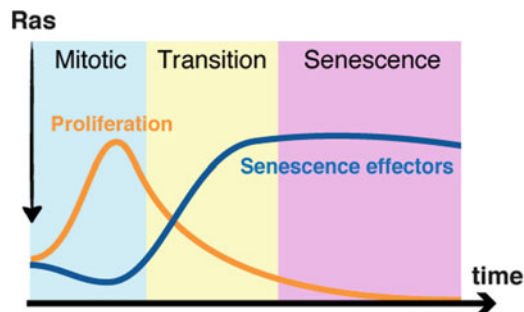 Ras
Mitotic Transition Senescence
Proliferation
Senescence effectors
time